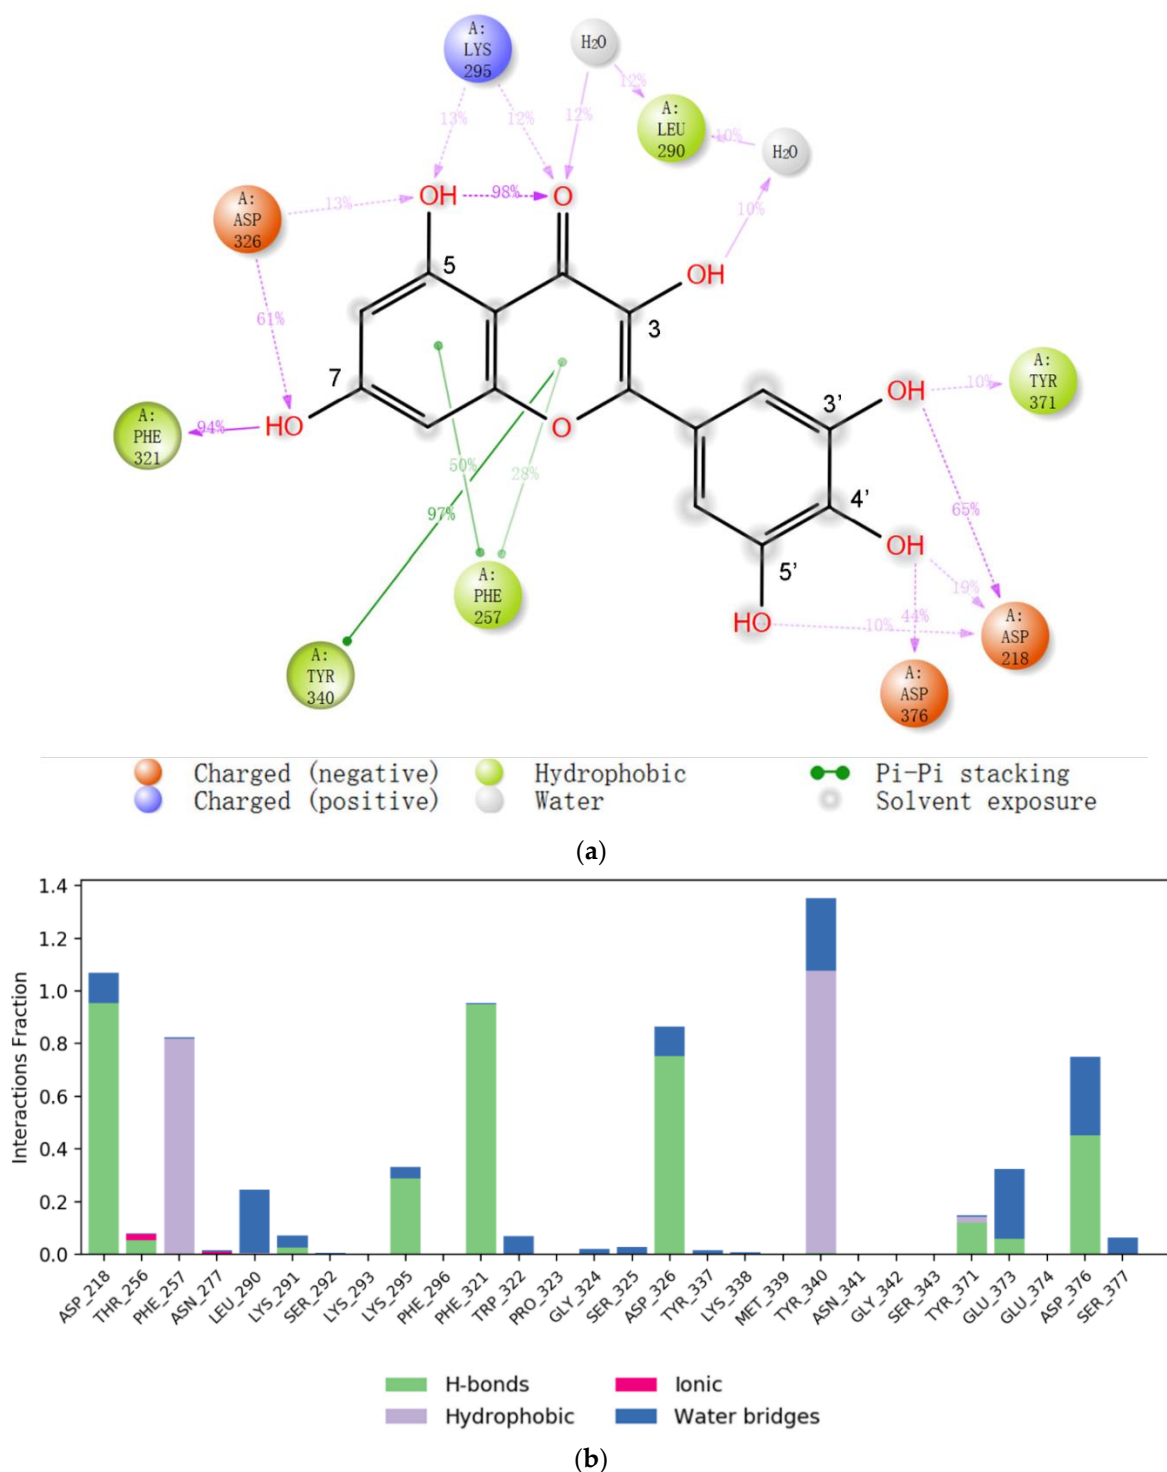 A:
LYS
295
H₂O
12%
A:
LEU
290
10%
H₂O
13%
12%
12%
10%
A:
ASP
326
13%
OH
98%
O
OH
5
3
61%
7
HO
O
A:
PHE
321
94%
50%
28%
97%
A:
PHE
257
A:
TYR
340
3'
OH
10%
A:
TYR
371
4'
65%
OH
5'
19%
HO
10%
44%
A:
ASP
218
A:
ASP
376
Charged (negative)
Charged (positive)
Hydrophobic
Water
Pi-Pi stacking
Solvent exposure
(a)
Interactions Fraction
1.4
1.2
1.0
0.8
0.6
0.4
0.2
0.0
ASP_218
THR_256
PHE_257
ASN_277
LEU_290
LYS_291
SER_292
LYS_293
LYS_295
PHE_296
PHE_321
TRP_322
PRO_323
GLY_324
SER_325
ASP_326
TYR_337
LYS_338
MET_339
TYR_340
ASN_341
GLY_342
SER_343
TYR_371
GLU_373
GLU_374
ASP_376
SER_377
H-bonds
Hydrophobic
Ionic
Water bridges
(b)